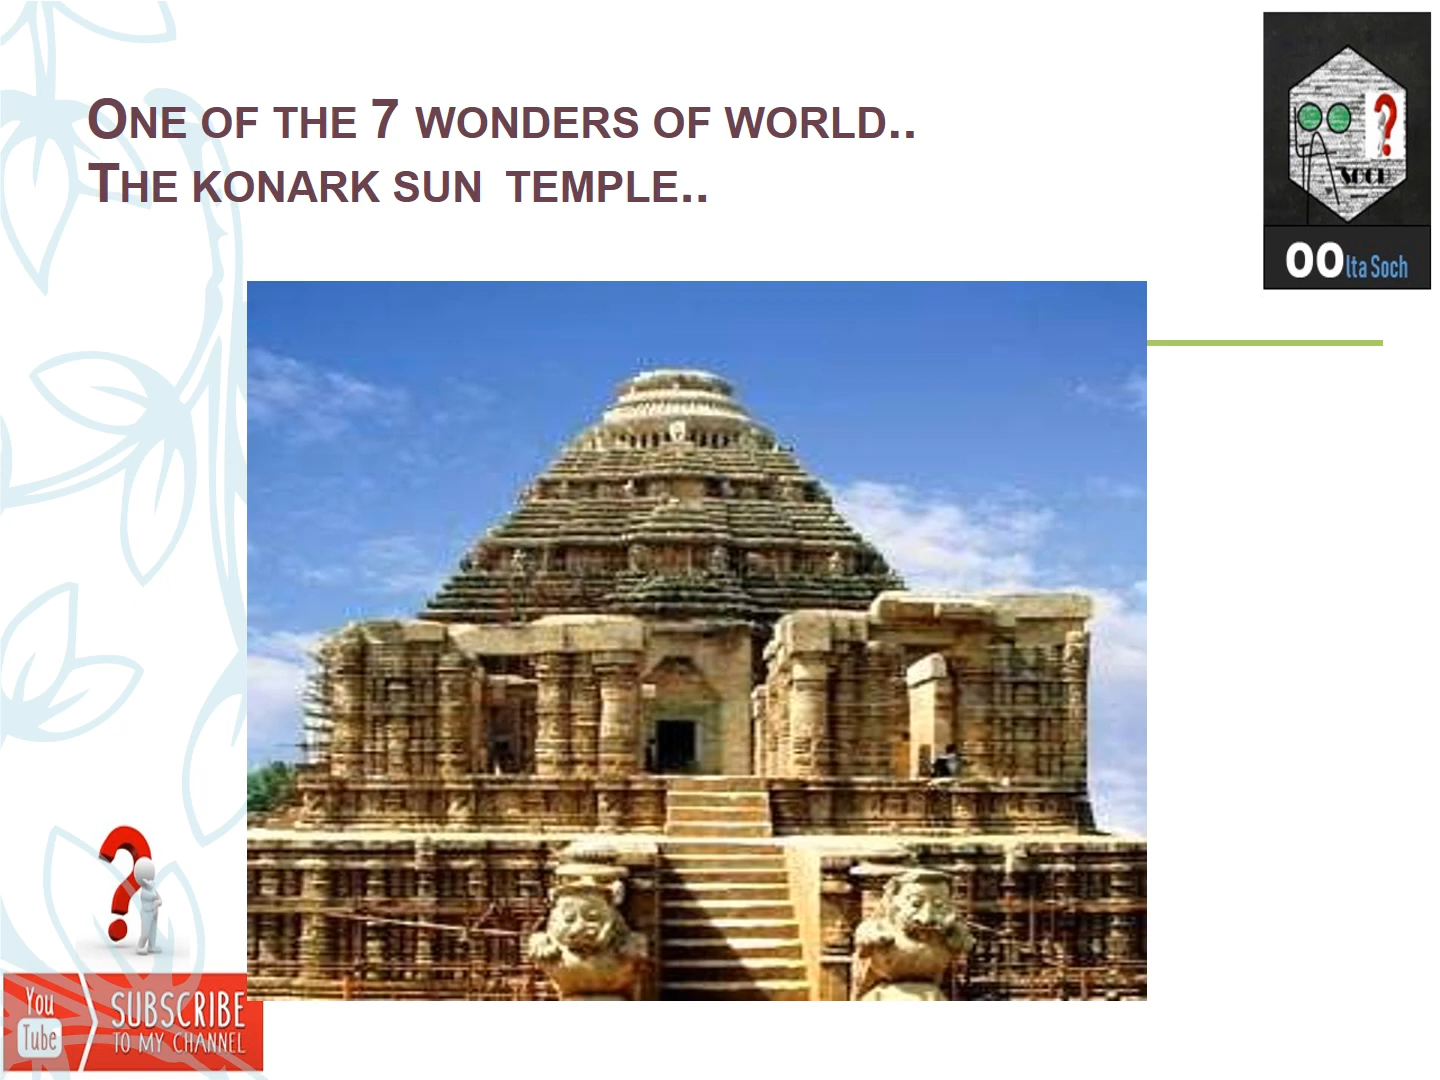 ONE OF THE 7 WONDERS OF WORLD..
THE KONARK SUN TEMPLE..
SOCH
OOlta Soch
You
Tube
SUBSCRIBE
TO MY CHANNEL